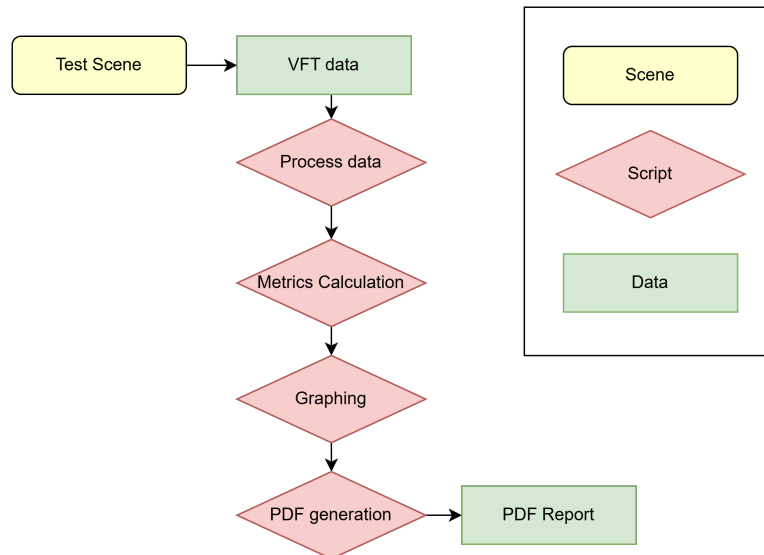 Test Scene
VFT data
Process data
Metrics Calculation
Graphing
PDF generation
PDF Report
Scene
Script
Data